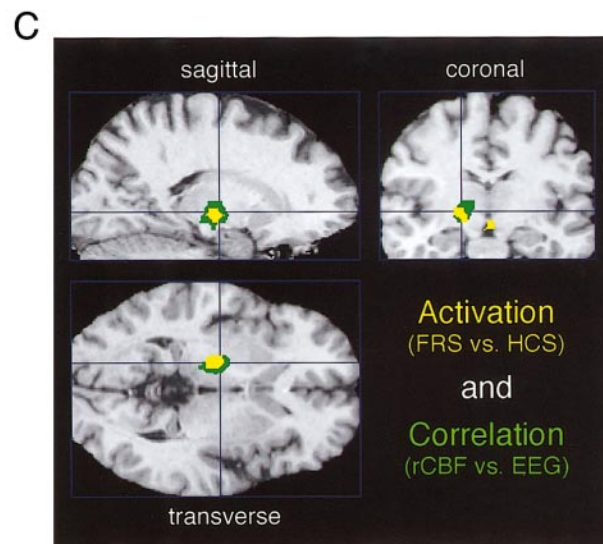 C
sagittal
coronal
transverse
Activation
(FRS vs. HCS)
and
Correlation
(rCBF vs. EEG)